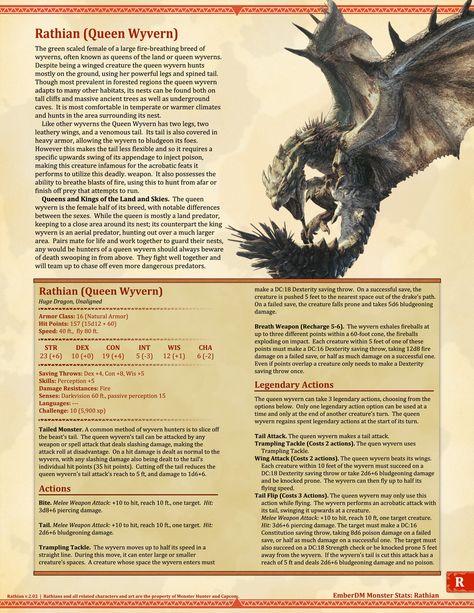 Rathian (Queen Wyvern)
The green scaled female of a large fire-breathing breed of
wyverns, often known as queens of the land or queen wyverns.
Despite being a winged creature the queen wyvern hunts
mostly on the ground, using her powerful legs and spined tail.
Though most prevalent in forested regions the queen wyvern
adapts to many other habitats, its nests can be found both on
tall cliffs and massive ancient trees as well as underground
caves. It is most comfortable in temperate or warmer climates
and hunts in the area surrounding its nest.
Like other wyverns the Queen Wyvern has two legs, two
leathery wings, and a venomous tail. Its tail is also covered in
heavy armor, allowing the wyvern to bludgeon its foes.
However this makes the tail less flexible and so it requires a
specific upwards swing of its appendage to inject poison,
making this creature infamous for the acrobatic feats it
performs to utilize this deadly. weapon. It also possesses the
ability to breathe blasts of fire, using this to hunt from afar or
finish off prey that attempts to run.
Queens and Kings of the Land and Skies. The queen
wyvern is the female half of its breed, with notable differences
between the sexes. While the queen is mostly a land predator,
keeping to a close area around its nest; its counterpart the king
wyvern is an aerial predator, hunting out over a much larger
area. Pairs mate for life and work together to guard their nests,
any would be hunters of a queen wyvern should always beware
of death swooping in from above. They fight well together and
will team up to chase off even more dangerous predators.
Rathian (Queen Wyvern)
Huge Dragon, Unaligned
Armor Class: 16 (Natural Armor)
Hit Points: 157 (15d12 + 60)
Speed: 40 ft., fly 80 ft.
STR DEX CON INT WIS CHA
23 (+6) 10 (+0) 19 (+4) 5 (-3) 12 (+1) 6 (-2)
Saving Throws: Dex +4, Con +8, Wis +5
Skills: Perception +5
Damage Resistances: Fire
Senses: Darkvision 60 ft., passive perception 15
Languages: ---
Challenge: 10 (5,900 xp)
Tailed Monster. A common method of wyvern hunters is to slice off
the beast's tail. The queen wyvern's tail can be attacked by any
weapon or spell attack that deals slashing damage, making the
attack roll at disadvantage. On a hit damage is dealt as normal to the
wyvern, with any slashing damage also being dealt to the tail's
individual hit points (35 hit points). Cutting off the tail reduces the
queen wyvern's tail attack's reach to 5 ft, and damage to 1d6+6.
Actions
Bite. Melee Weapon Attack: +10 to hit, reach 10 ft., one target. Hit:
3d8+6 piercing damage.
Tail. Melee Weapon Attack: +10 to hit, reach 10 ft, one target. Hit:
2d6+6 bludgeoning damage.
Trampling Tackle. The wyvern moves up to half its speed in a
straight line. During this move, it can enter large or smaller
creature's spaces. A creature whose space the wyvern enters must
make a DC:18 Dexterity saving throw. On a successful save, the
creature is pushed 5 feet to the nearest space out of the drake's path.
On a failed save, the creature falls prone and takes 5d6 bludgeoning
damage.
Breath Weapon (Recharge 5-6). The wyvern exhales fireballs at
up to three different points within a 60-foot cone, the fireballs
exploding on impact. Each creature within 5 feet of one of these
points must make a DC:16 Dexterity saving throw, taking 12d8 fire
damage on a failed save, or half as much damage on a successful one.
Even if points overlap a creature only needs to make a Dexterity
saving throw once.
Legendary Actions
The queen wyvern can take 3 legendary actions, choosing from the
options below. Only one legendary action option can be used at a
time and only at the end of another creature's turn. The queen
wyvern regains spent legendary actions at the start of its turn.
Tail Attack. The queen wyvern makes a tail attack.
Trampling Tackle (Costs 2 actions). The quen wyvern uses
Trampling Tackle.
Wing Attack (Costs 2 actions). The queen wyvern beats its wings.
Each creature within 10 feet of the wyvern must succeed on a
DC:18 Dexterity saving throw or take 2d6+6 bludgeoning damage
and be knocked prone. The wyvern can then fly up to half its
flying speed.
Tail Flip (Costs 3 Actions). The queen wyvern may only use this
action while flying. The wyvern performs an acrobatic attack with
its tail, swinging it upwards at a creature.
Melee Weapon Attack: +10 to hit, reach 10 ft, one target creature.
Hit: 3d6+6 piercing damage. The target must make a DC:16
Constitution saving throw, taking 8d6 poison damage on a failed
save, or half as much damage on a successful one. The target must
also succeed on a DC:18 Strength check or be knocked prone 5 feet
away from the wyvern. If the wyvern's tail is cut this attack has a
reach of 5 ft and deals 2d6+6 bludgeoning damage and no poison.
R
Rathian v.2.02 | Rathians and all related characters and art are the property of Monster Hunter and Capcom.
EmberDM Monster Stats: Rathian